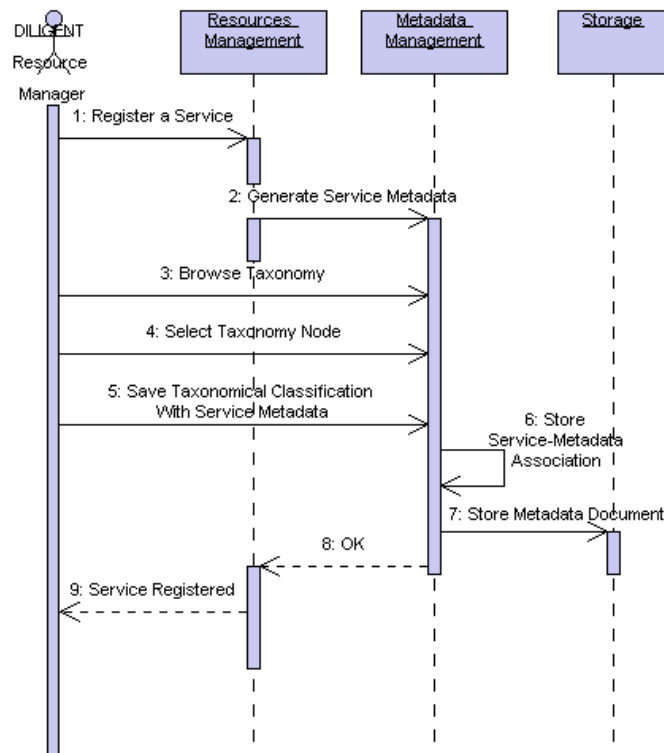 DILIGENT
Resource
Manager
Resources
Management
Metadata
Management
Storage
1: Register a Service
2: Generate Service Metadata
3: Browse Taxonomy
4: Select Taxonomy Node
5: Save Taxonomical Classification
With Service Metadata
6: Store
Service-Metadata
Association
7: Store Metadata Document
8: OK
9: Service Registered